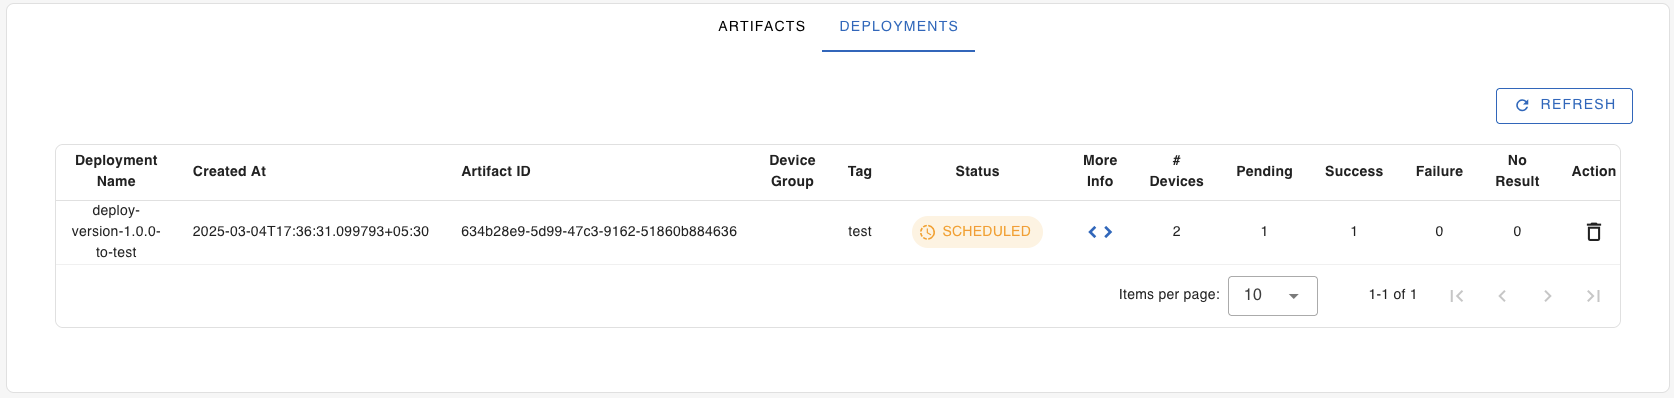 ARTIFACTS DEPLOYMENTS
REFRESH
Deployment Name Created At Artifact ID Device Group Tag Status More Info # Devices Pending Success Failure No Result Action
deploy-version-1.0.0-to-test 2025-03-04T17:36:31.099793+05:30 634b28e9-5d99-47c3-9162-51860b884636 test SCHEDULED 2 1 1 0 0
Items per page: 10 1-1 of 1